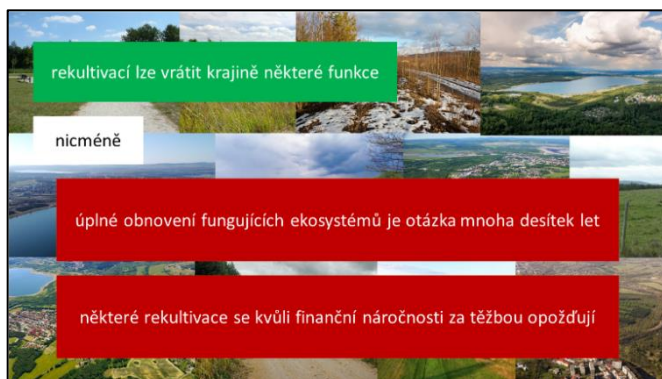 rekultivací lze vrátit krajině některé funkce
nicméně
úplné obnovení fungujících ekosystémů je otázka mnoha desítek let
některé rekultivace se kvůli finanční náročnosti za těžbou opožďují